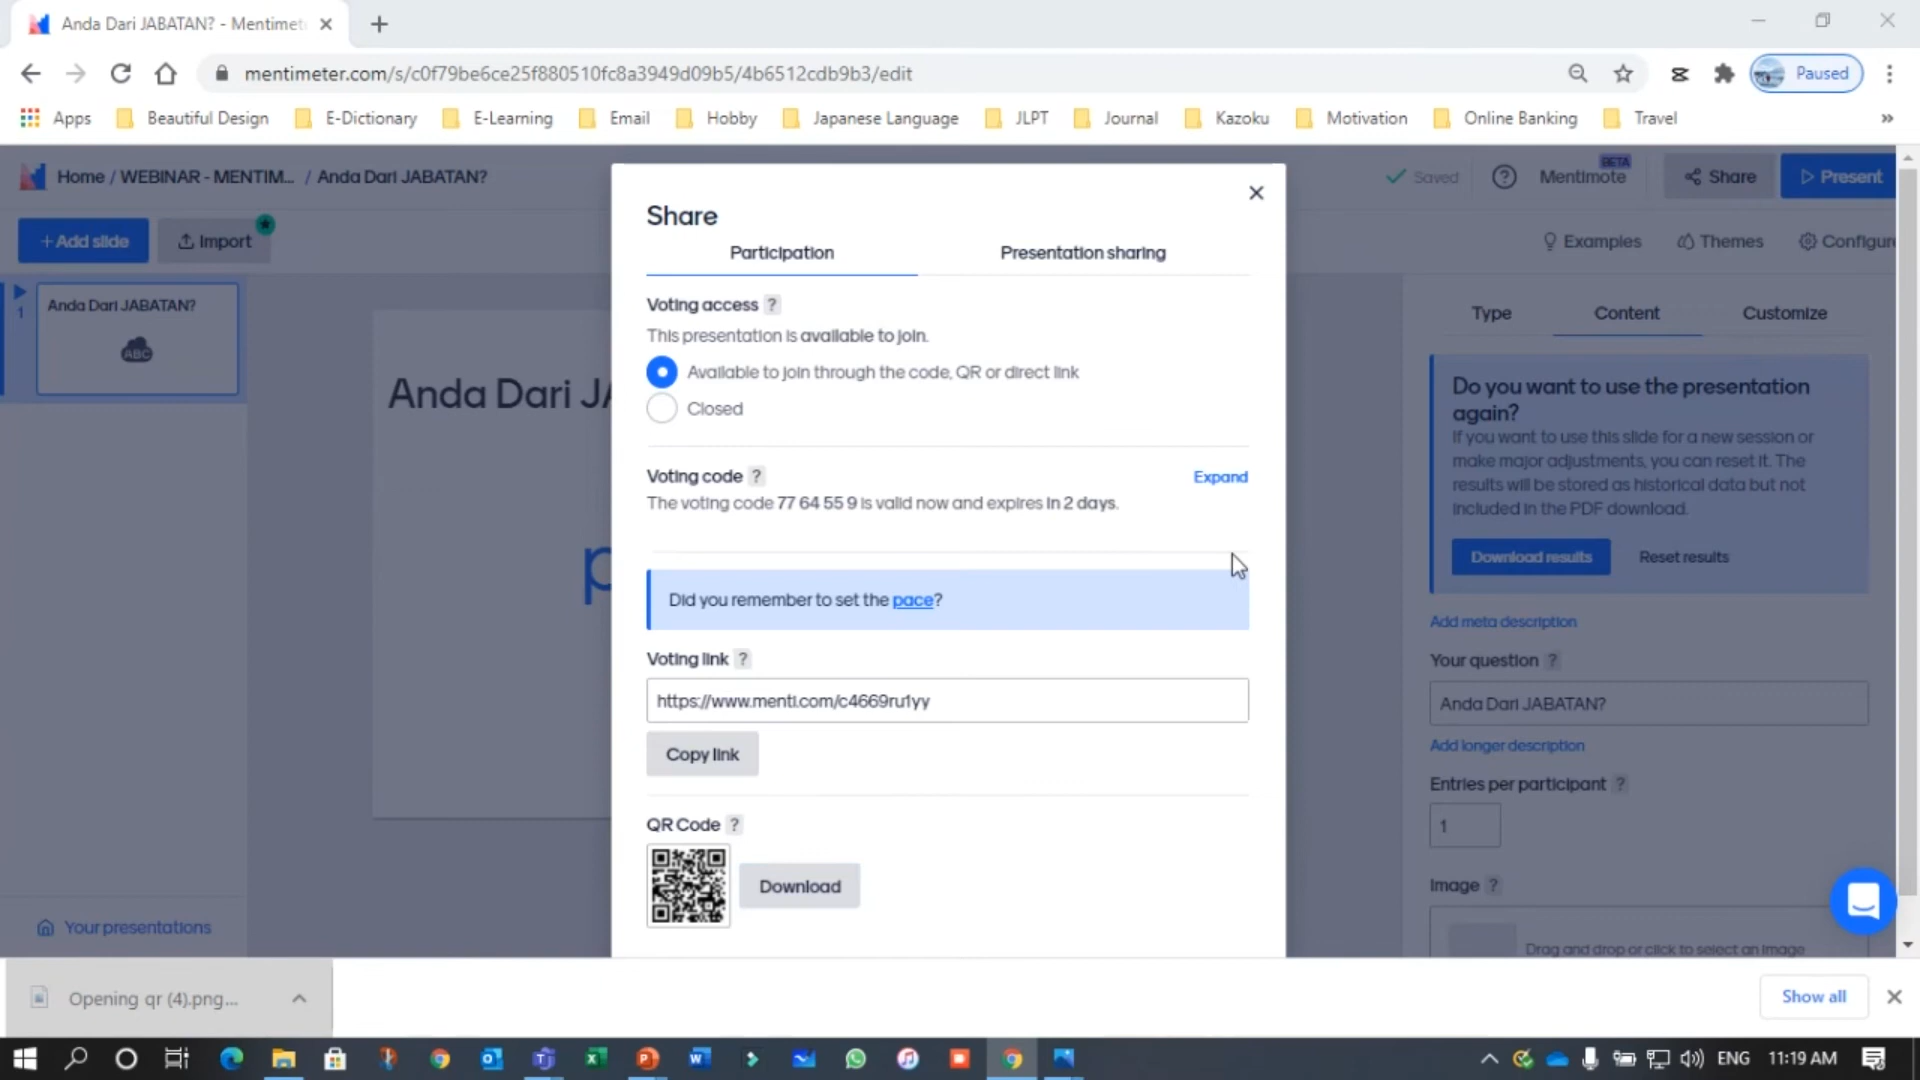 Anda Dari JABATAN? - Mentimete
mentimeter.com/s/c0f79be6ce25f880510fc8a3949d09b5/4b6512cdb9b3/edit
Paused
Apps
Beautiful Design
E-Dictionary
E-Learning
Email
Hobby
Japanese Language
JLPT
Journal
Kazoku
Motivation
Online Banking
Travel
»
Home / WEBINAR - MENTIM... / Anda Dari JABATAN?
Saved
?
Mentimote
BETA
Share
Present
+ Add slide
Import
Examples
Themes
Configure
1
Anda Dari JABATAN?
ABC
Your presentations
Anda Dari JA
p
Share
Participation
Presentation sharing
Voting access ?
This presentation is available to join.
Available to join through the code, QR or direct link
Closed
Voting code ?
Expand
The voting code 77 64 55 9 is valid now and expires in 2 days.
Did you remember to set the pace?
Voting link ?
https://www.menti.com/c4669ru1yy
Copy link
QR Code ?
Download
Type
Content
Customize
Do you want to use the presentation
again?
If you want to use this slide for a new session or
make major adjustments, you can reset it. The
results will be stored as historical data but not
included in the PDF download.
Download results
Reset results
Add meta description
Your question ?
Anda Dari JABATAN?
Add longer description
Entries per participant ?
1
Image ?
Drag and drop or click to select an image
Opening qr (4).png...
Show all
ENG
11:19 AM